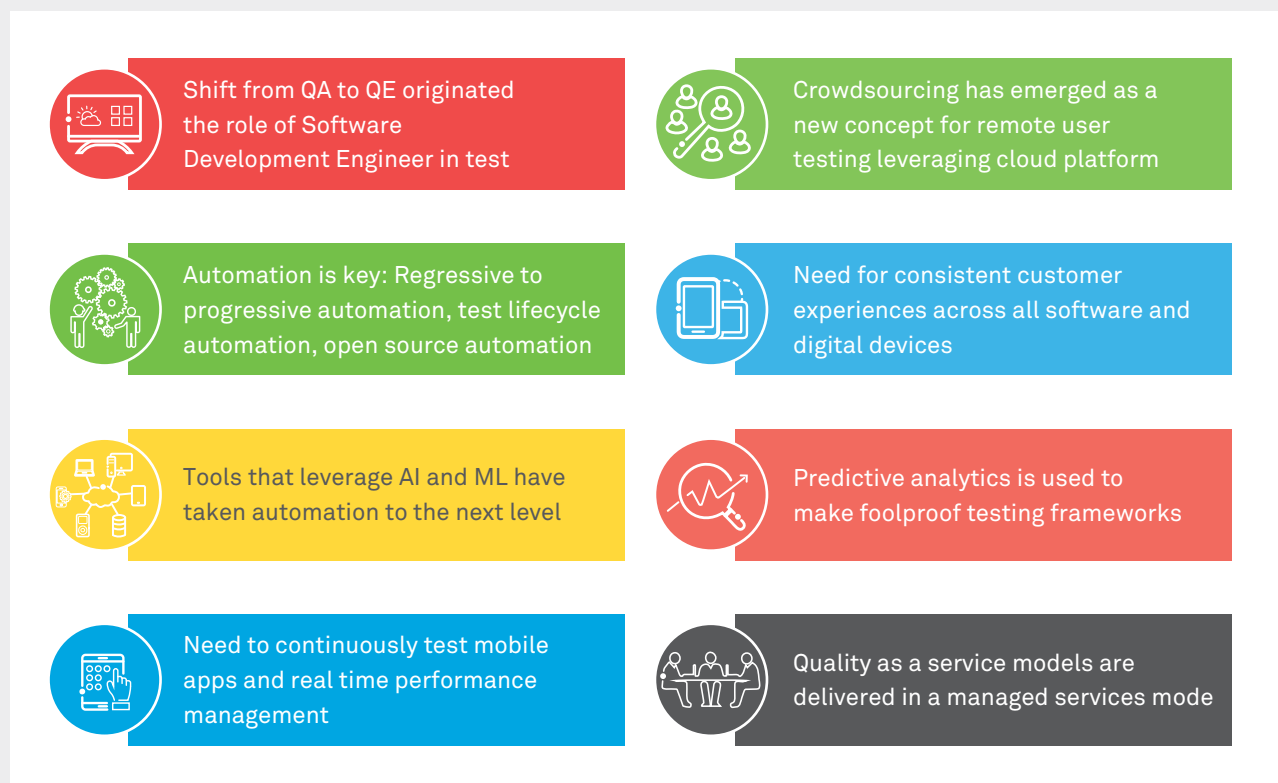 Shift from QA to QE originated
the role of Software
Development Engineer in test
Crowdsourcing has emerged as a
new concept for remote user
testing leveraging cloud platform
Automation is key: Regressive to
progressive automation, test lifecycle
automation, open source automation
Need for consistent customer
experiences across all software and
digital devices
Tools that leverage AI and ML have
taken automation to the next level
Predictive analytics is used to
make foolproof testing frameworks
Need to continuously test mobile
apps and real time performance
management
Quality as a service models are
delivered in a managed services mode